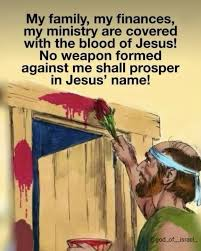 My family, my finances,
my ministry are covered
with the blood of Jesus!
No weapon formed
against me shall prosper
in Jesus' name!
@god_of__israel_